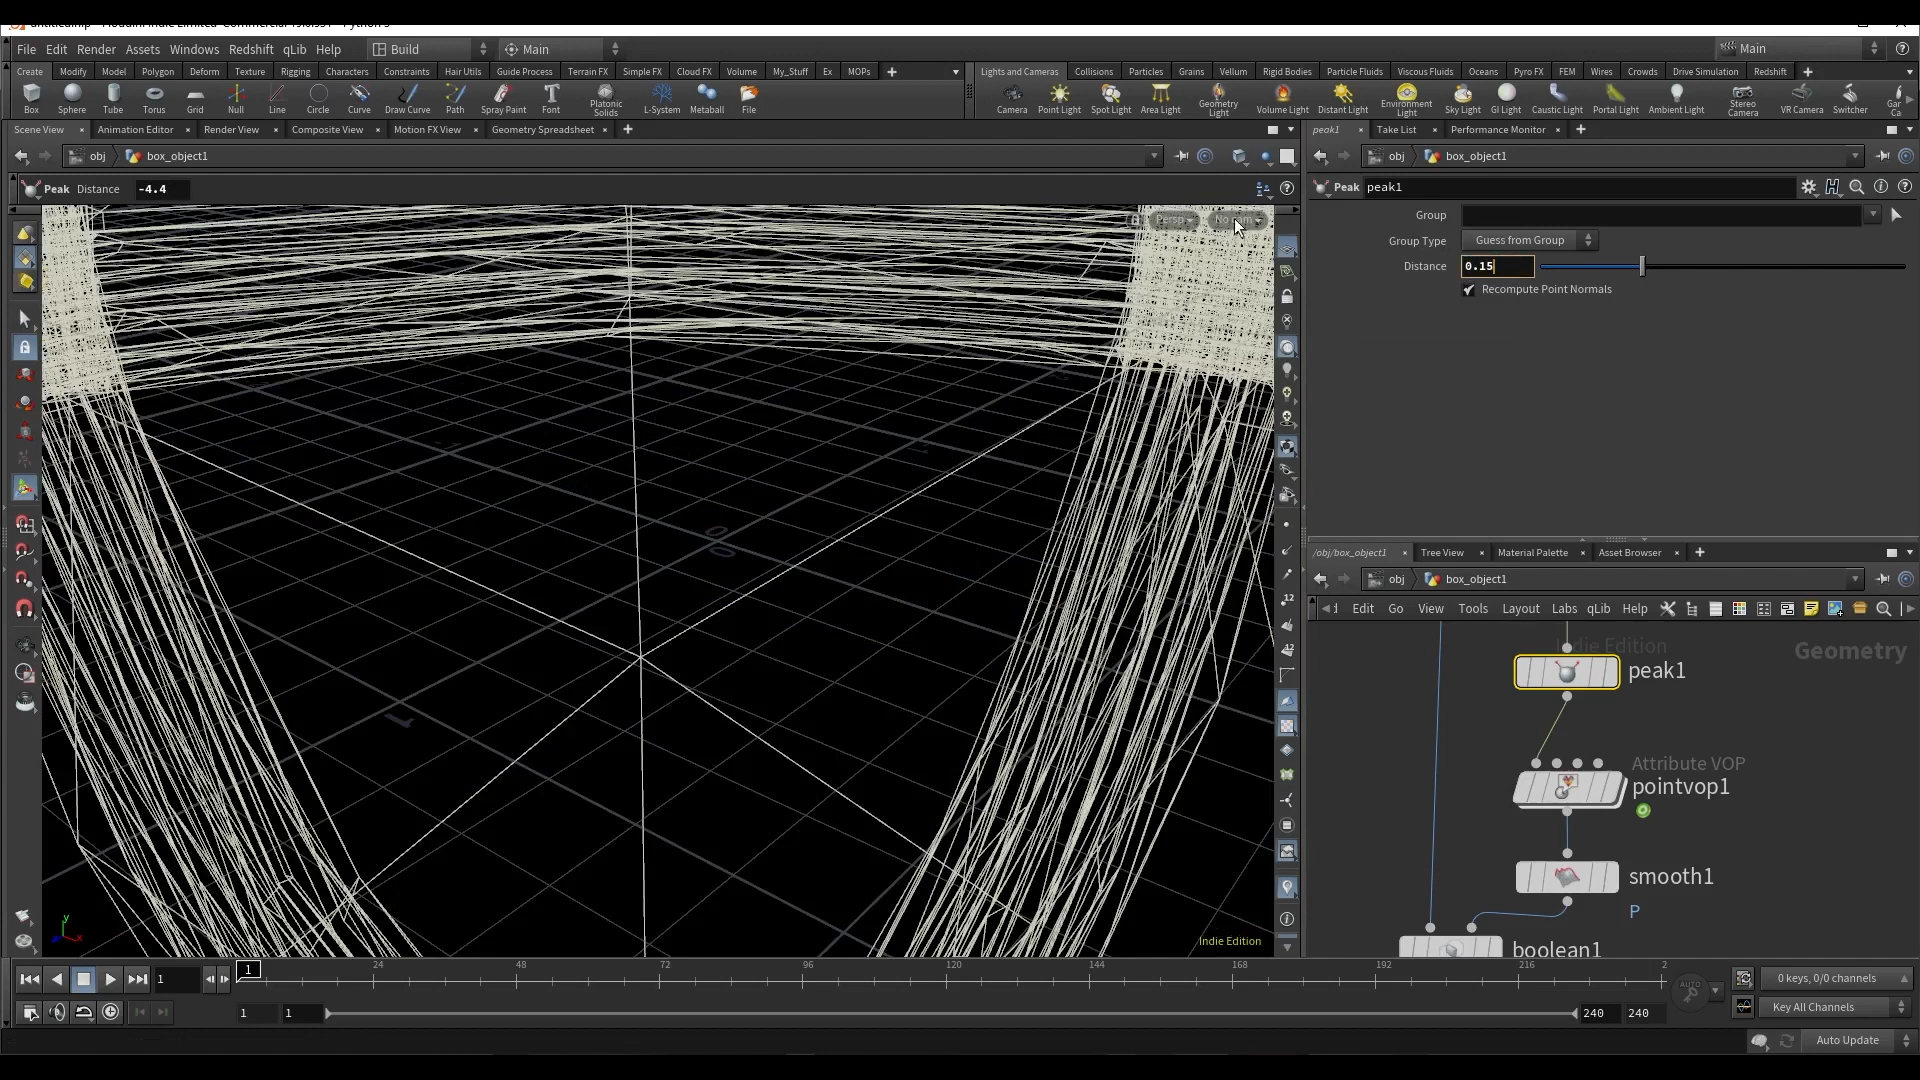 File Edit Render Assets Windows Redshift qLib Help Build Main Main
Create Modify Model Polygon Deform Texture Rigging Characters Constraints Hair Utils Guide Process Terrain FX Simple FX Cloud FX Volume My_Stuff Ex MOPs
Lights and Cameras Collisions Particles Grains Vellum Rigid Bodies Particle Fluids Viscous Fluids Oceans Pyro FX FEM Wires Crowds Drive Simulation Redshift
Box Sphere Tube Torus Grid Null Line Circle Curve Draw Curve Path Spray Paint Font Platonic Solids L-System Metaball File
Camera Point Light Spot Light Area Light Geometry Light Volume Light Distant Light Environment Light Sky Light GI Light Caustic Light Portal Light Ambient Light Stereo Camera VR Camera Switcher Gar Ca
Scene View Animation Editor Render View Composite View Motion FX View Geometry Spreadsheet
peak1 Take List Performance Monitor
obj box_object1
obj box_object1
Peak Distance -4.4
Peak peak1
Persp
Group
Group Type Guess from Group
Distance 0.15
Recompute Point Normals
/obj/box_object1 Tree View Material Palette Asset Browser
obj box_object1
Edit Go View Tools Layout Labs qLib Help
Indie Edition
Geometry
peak1
Attribute VOP
pointvop1
smooth1
P
boolean1
Indie Edition
1 1 24 48 72 96 120 144 168 192 216 2
0 keys, 0/0 channels
1 1 240 240
AUTO
Key All Channels
Auto Update